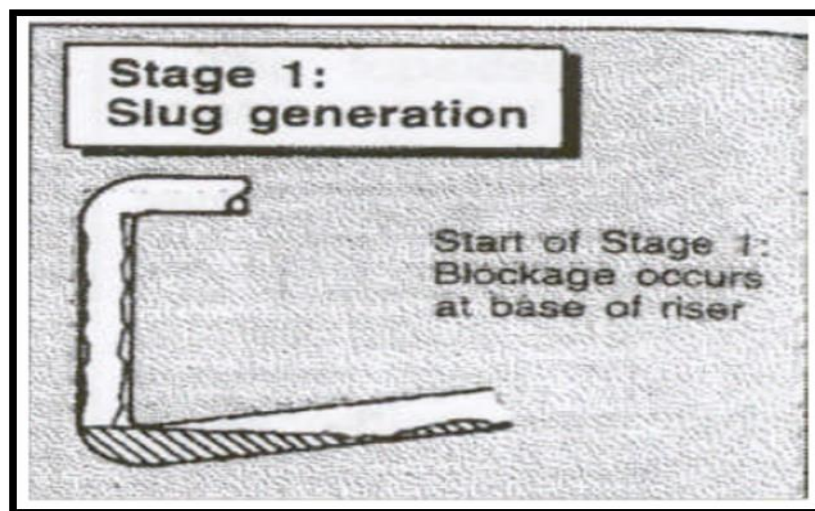 Stage 1:
Slug generation
Start of Stage 1:
Blockage occurs
at base of riser